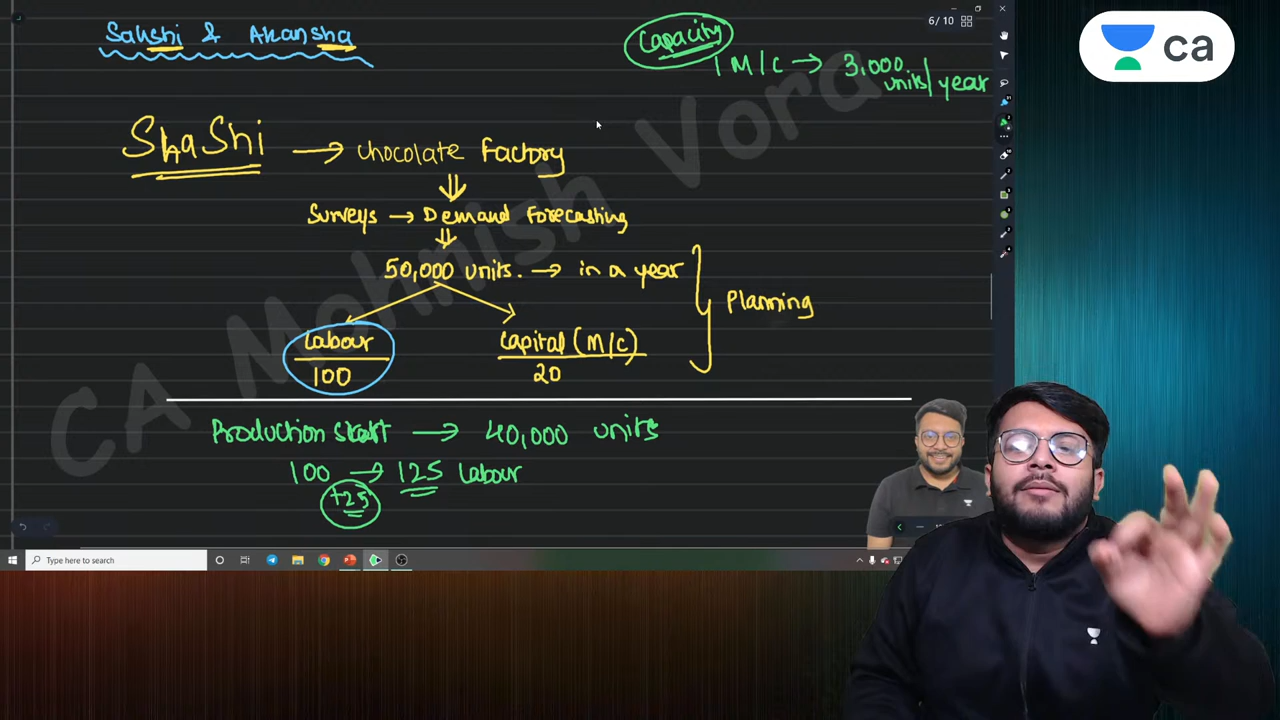 Sakshi & Akansha
6/10
Capacity
1 M/C → 3,000 units/year
ca
ShaShi → chocolate Factory
Surveys → Demand Forecasting
50,000 units. → in a year
Planning
Labour
100
Capital (M/C)
20
Production start → 40,000 units
100 → 125 Labour
+25
CA Mohnish Vora
Type here to search